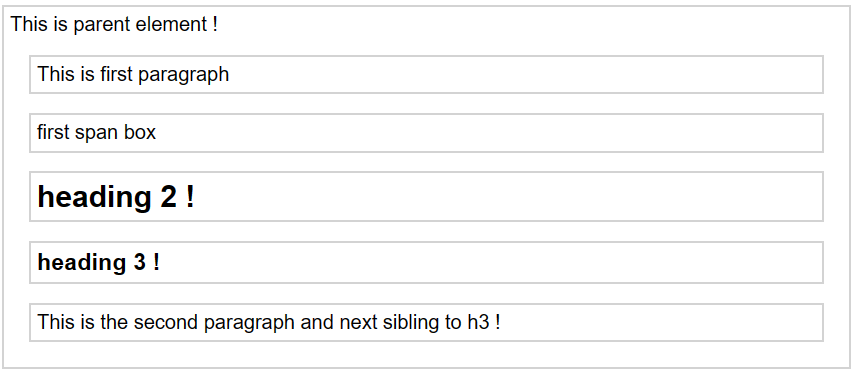 This is parent element !
This is first paragraph
first span box
heading 2 !
heading 3 !
This is the second paragraph and next sibling to h3 !